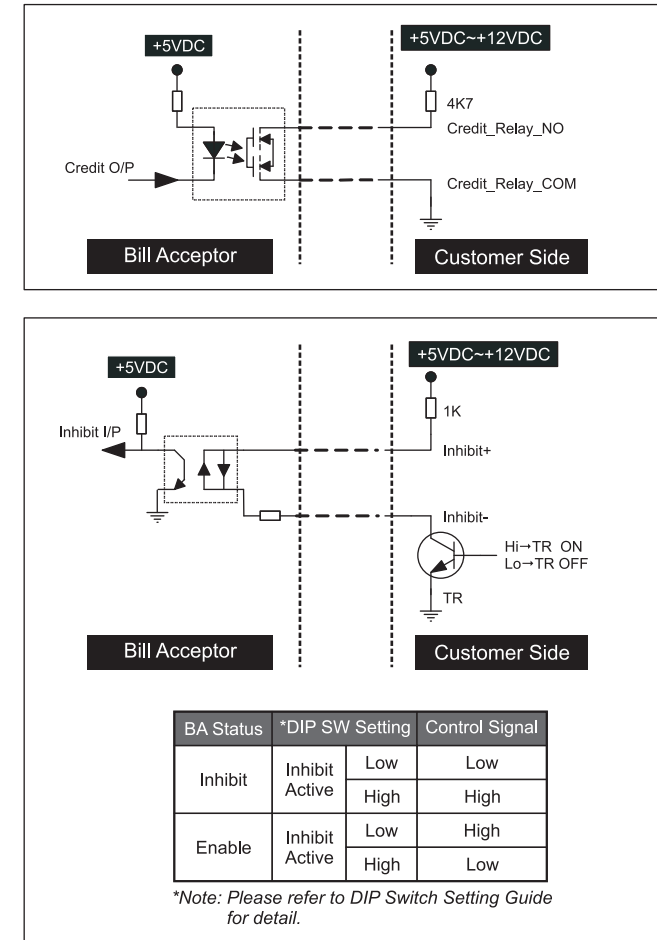 +5VDC
+5VDC~+12VDC
4K7
Credit_Relay_NO
Credit O/P
Credit_Relay_COM
Bill Acceptor
Customer Side
+5VDC
+5VDC~+12VDC
1K
Inhibit I/P
Inhibit+
Inhibit-
Hi→TR ON
Lo→TR OFF
TR
Bill Acceptor
Customer Side
BA Status *DIP SW Setting Control Signal
Inhibit Inhibit Active Low Low
High High
Enable Inhibit Active Low High
High Low
*Note: Please refer to DIP Switch Setting Guide
for detail.